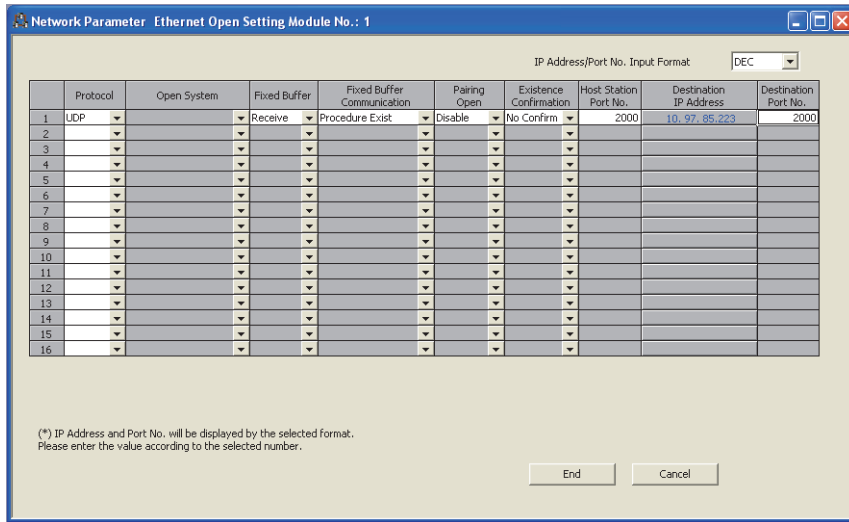 Network Parameter Ethernet Open Setting Module No.: 1
IP Address/Port No. Input Format DEC
Protocol Open System Fixed Buffer Fixed Buffer Communication Pairing Open Existence Confirmation Host Station Port No. Destination IP Address Destination Port No.
1 UDP Receive Procedure Exist Disable No Confirm 2000 10. 97. 85.223 2000
2
3
4
5
6
7
8
9
10
11
12
13
14
15
16
(*) IP Address and Port No. will be displayed by the selected format.
Please enter the value according to the selected number.
End Cancel